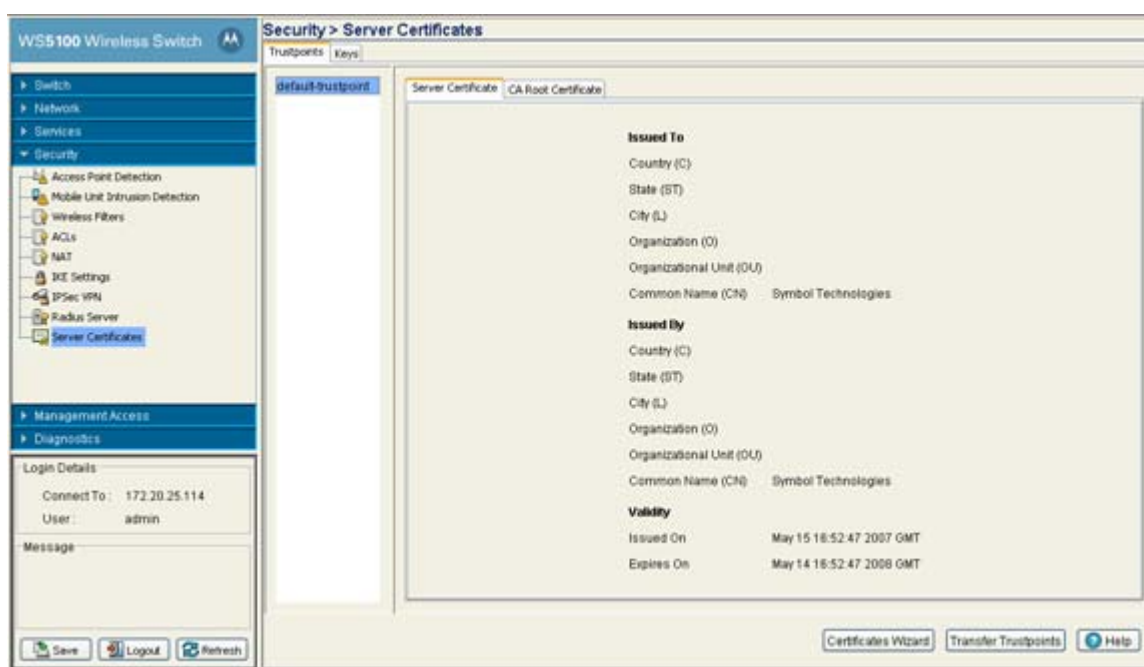 WS5100 Wireless Switch
Security > Server Certificates
Trustpoints Keys
Switch
Network
Services
Security
Access Point Detection
Mobile Unit Intrusion Detection
Wireless Filters
ACLs
NAT
IKE Settings
IPSec VPN
Radius Server
Server Certificates
Management Access
Diagnostics
Login Details
Connect To : 172.20.25.114
User : admin
Message
Save Logout Refresh
default-trustpoint
Server Certificate CA Root Certificate
Issued To
Country (C)
State (ST)
City (L)
Organization (O)
Organizational Unit (OU)
Common Name (CN) Symbol Technologies
Issued By
Country (C)
State (ST)
City (L)
Organization (O)
Organizational Unit (OU)
Common Name (CN) Symbol Technologies
Validity
Issued On May 15 16:52:47 2007 GMT
Expires On May 14 16:52:47 2008 GMT
Certificates Wizard Transfer Trustpoints Help